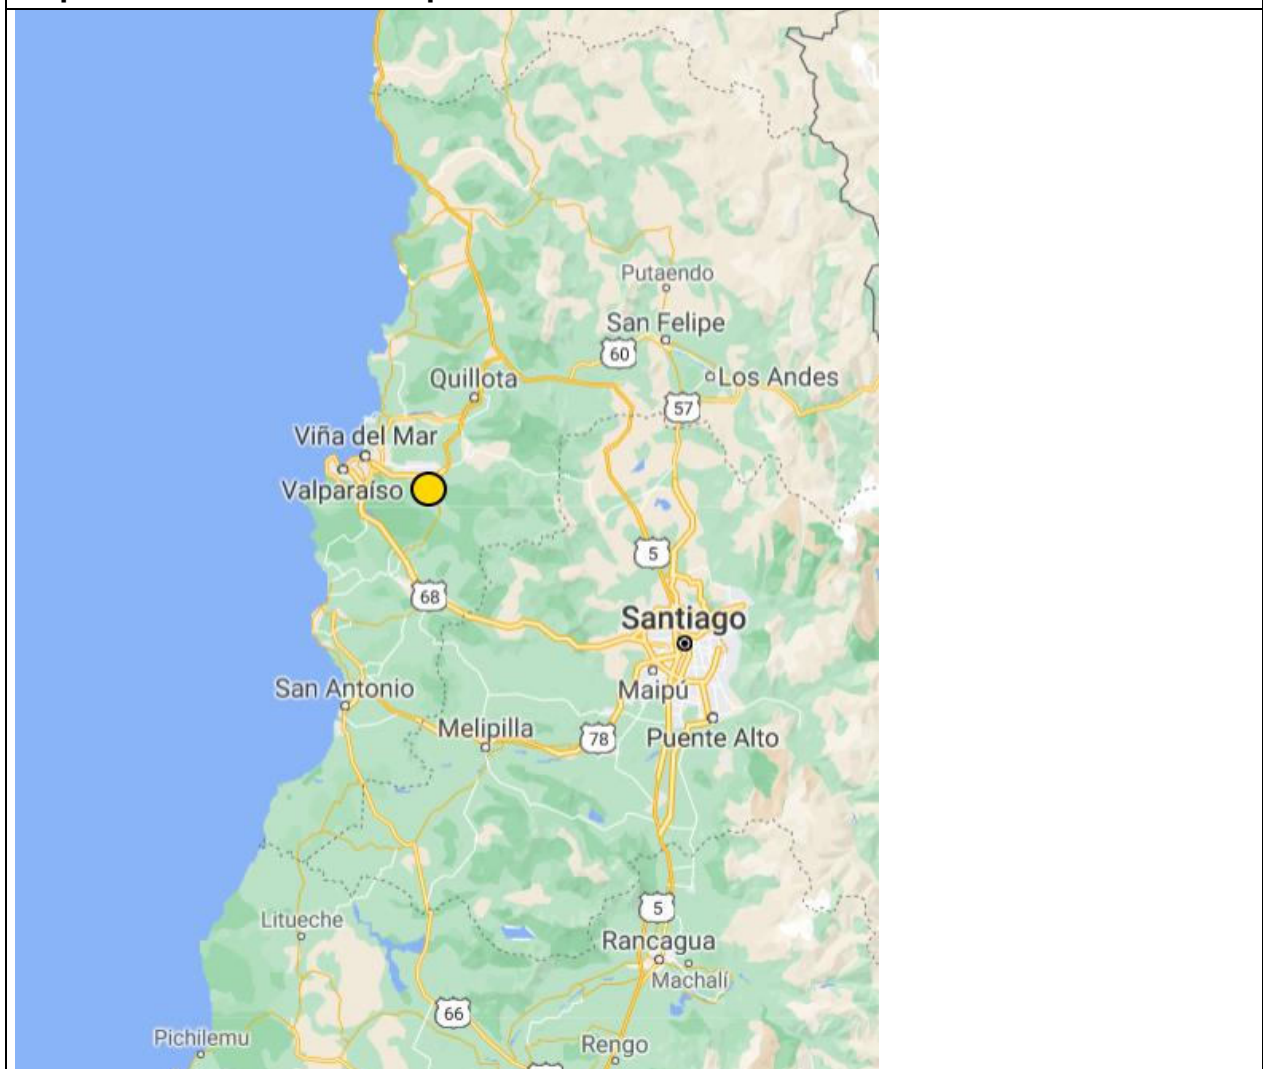 Putaendo
San Felipe
60
Los Andes
Quillota
57
Viña del Mar
Valparaíso
5
68
Santiago
San Antonio
Maipú
Melipilla
78
Puente Alto
5
Litueche
Rancagua
Machalí
66
Pichilemu
Rengo